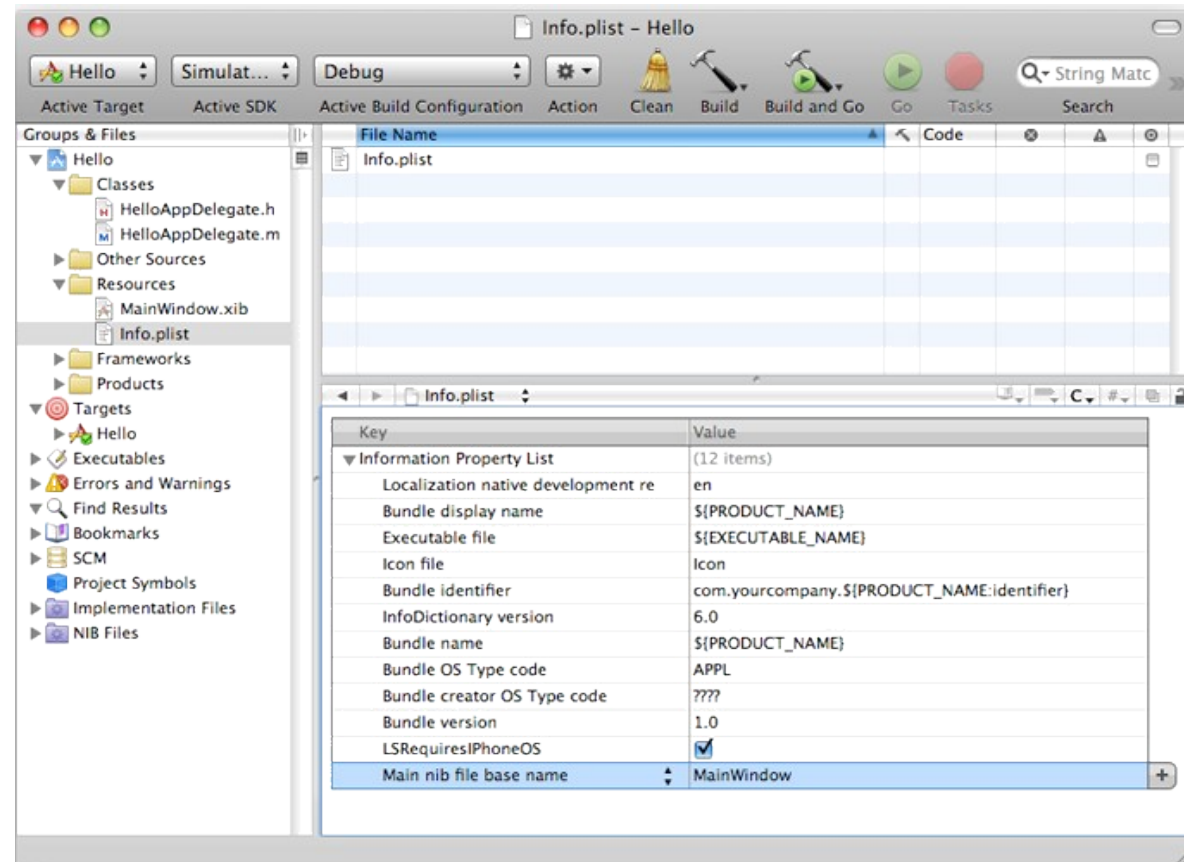 Info.plist – Hello
Hello Simulat... Debug String Matc
Active Target Active SDK Active Build Configuration Action Clean Build Build and Go Go Tasks Search
Groups & Files
Hello
Classes
HelloAppDelegate.h
HelloAppDelegate.m
Other Sources
Resources
MainWindow.xib
Info.plist
Frameworks
Products
Targets
Hello
Executables
Errors and Warnings
Find Results
Bookmarks
SCM
Project Symbols
Implementation Files
NIB Files
File Name Code
Info.plist
Info.plist C #
Key Value
Information Property List (12 items)
Localization native development re en
Bundle display name ${PRODUCT_NAME}
Executable file ${EXECUTABLE_NAME}
Icon file Icon
Bundle identifier com.yourcompany.${PRODUCT_NAME:identifier}
InfoDictionary version 6.0
Bundle name ${PRODUCT_NAME}
Bundle OS Type code APPL
Bundle creator OS Type code ????
Bundle version 1.0
LSRequiresIPhoneOS
Main nib file base name MainWindow +